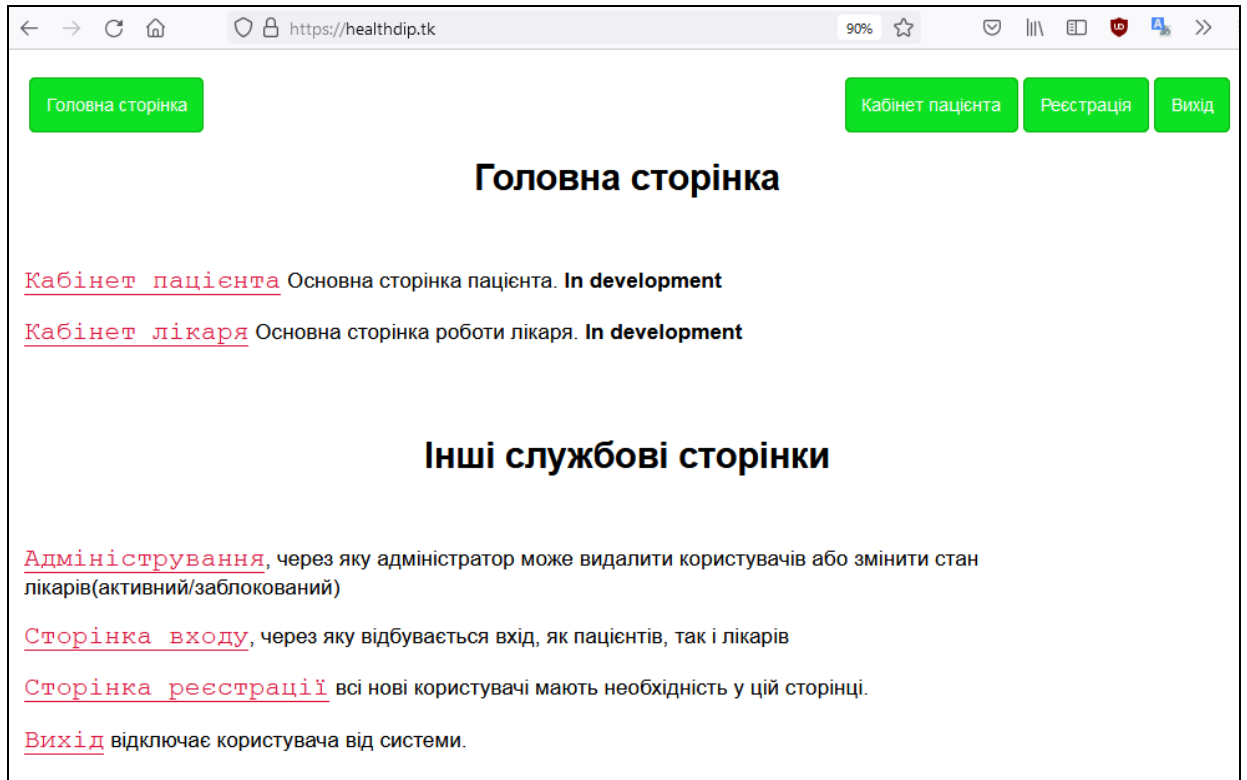 https://healthdip.tk
90%
Головна сторінка
Кабінет пацієнта
Реєстрація
Вихід
Головна сторінка
Кабінет пацієнта Основна сторінка пацієнта. In development
Кабінет лікаря Основна сторінка роботи лікаря. In development
Інші службові сторінки
Адміністрування, через яку адміністратор може видалити користувачів або змінити стан
лікарів(активний/заблокований)
Сторінка входу, через яку відбувається вхід, як пацієнтів, так і лікарів
Сторінка реєстрації всі нові користувачі мають необхідність у цій сторінці.
Вихід відключає користувача від системи.